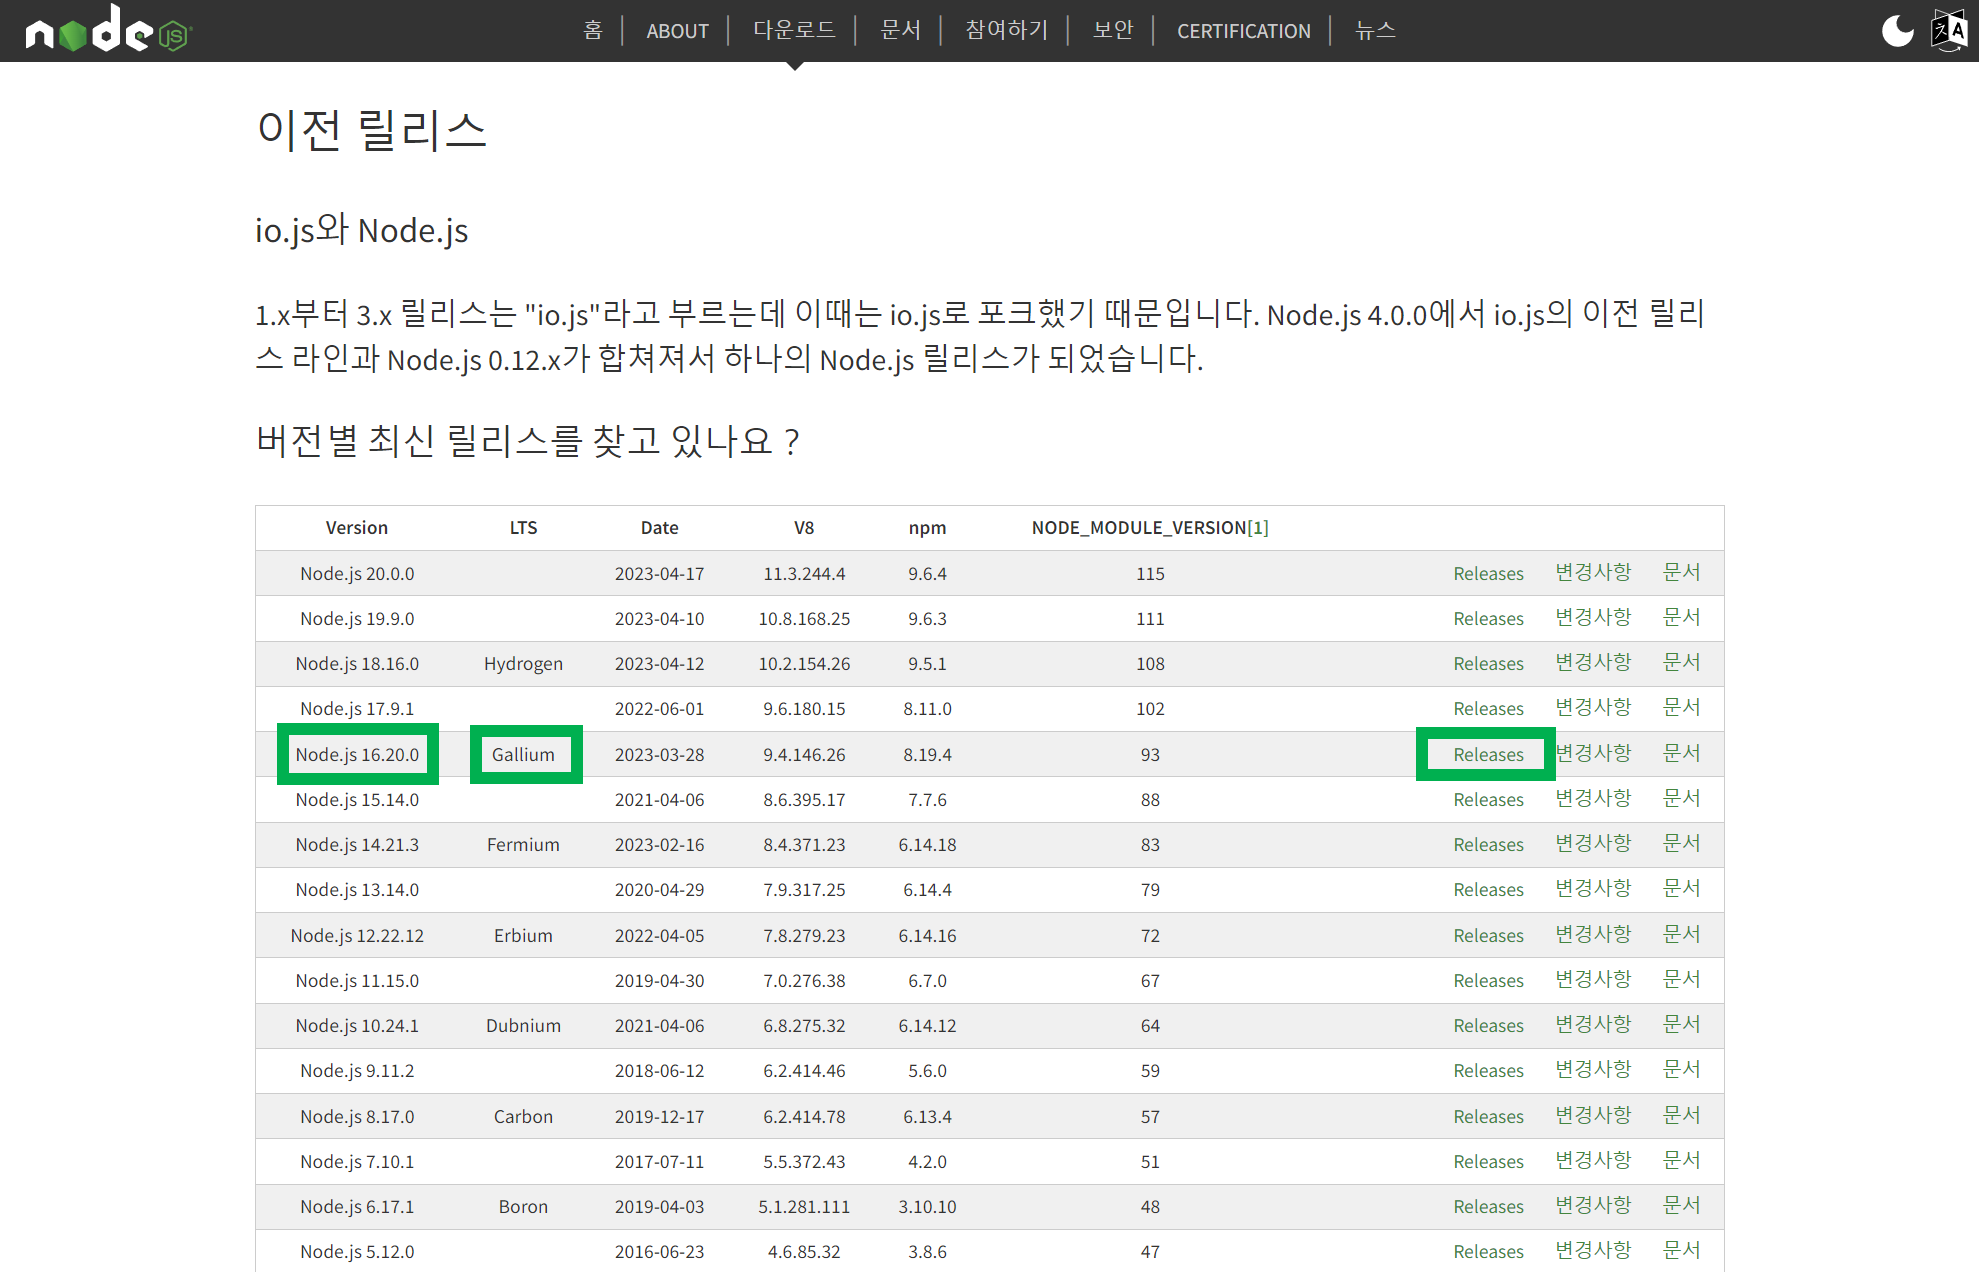 node JS
홈 | ABOUT | 다운로드 | 문서 | 참여하기 | 보안 | CERTIFICATION | 뉴스
이전 릴리스
io.js와 Node.js
1.x부터 3.x 릴리스는 "io.js"라고 부르는데 이때는 io.js로 포크했기 때문입니다. Node.js 4.0.0에서 io.js의 이전 릴리
스 라인과 Node.js 0.12.x가 합쳐져서 하나의 Node.js 릴리스가 되었습니다.
버전별 최신 릴리스를 찾고 있나요 ?
Version LTS Date V8 npm NODE_MODULE_VERSION[1]
Node.js 20.0.0 2023-04-17 11.3.244.4 9.6.4 115 Releases 변경사항 문서
Node.js 19.9.0 2023-04-10 10.8.168.25 9.6.3 111 Releases 변경사항 문서
Node.js 18.16.0 Hydrogen 2023-04-12 10.2.154.26 9.5.1 108 Releases 변경사항 문서
Node.js 17.9.1 2022-06-01 9.6.180.15 8.11.0 102 Releases 변경사항 문서
Node.js 16.20.0 Gallium 2023-03-28 9.4.146.26 8.19.4 93 Releases 변경사항 문서
Node.js 15.14.0 2021-04-06 8.6.395.17 7.7.6 88 Releases 변경사항 문서
Node.js 14.21.3 Fermium 2023-02-16 8.4.371.23 6.14.18 83 Releases 변경사항 문서
Node.js 13.14.0 2020-04-29 7.9.317.25 6.14.4 79 Releases 변경사항 문서
Node.js 12.22.12 Erbium 2022-04-05 7.8.279.23 6.14.16 72 Releases 변경사항 문서
Node.js 11.15.0 2019-04-30 7.0.276.38 6.7.0 67 Releases 변경사항 문서
Node.js 10.24.1 Dubnium 2021-04-06 6.8.275.32 6.14.12 64 Releases 변경사항 문서
Node.js 9.11.2 2018-06-12 6.2.414.46 5.6.0 59 Releases 변경사항 문서
Node.js 8.17.0 Carbon 2019-12-17 6.2.414.78 6.13.4 57 Releases 변경사항 문서
Node.js 7.10.1 2017-07-11 5.5.372.43 4.2.0 51 Releases 변경사항 문서
Node.js 6.17.1 Boron 2019-04-03 5.1.281.111 3.10.10 48 Releases 변경사항 문서
Node.js 5.12.0 2016-06-23 4.6.85.32 3.8.6 47 Releases 변경사항 문서